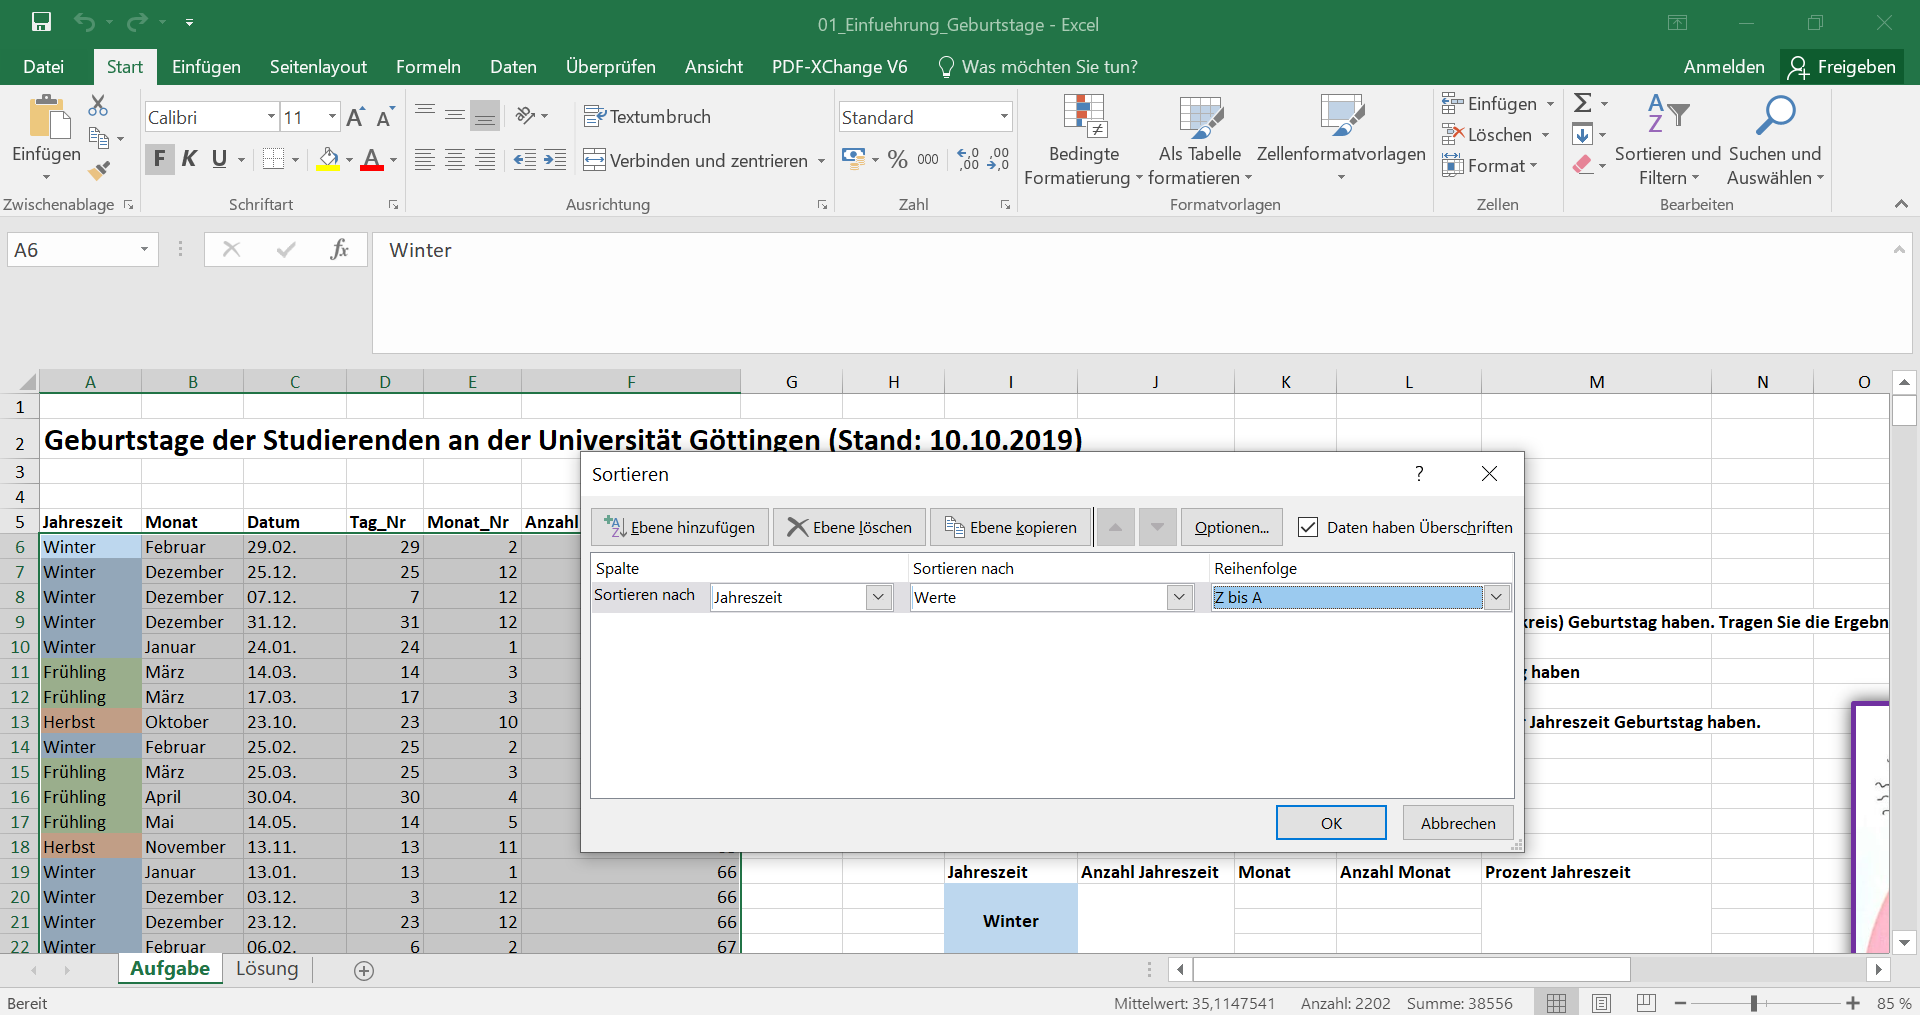 01_Einfuehrung_Geburtstage - Excel
Datei Start Einfügen Seitenlayout Formeln Daten Überprüfen Ansicht PDF-XChange V6 Was möchten Sie tun? Anmelden Freigeben
Einfügen
Zwischenablage
Calibri 11
F K U
Schriftart
Textumbruch
Verbinden und zentrieren
Ausrichtung
Standard
% 000
Zahl
Bedingte Formatierung
Als Tabelle formatieren
Zellenformatvorlagen
Formatvorlagen
Einfügen
Löschen
Format
Zellen
Sortieren und Filtern
Suchen und Auswählen
Bearbeiten
A6 fx Winter
A B C D E F G H I J K L M N O
1
2 Geburtstage der Studierenden an der Universität Göttingen (Stand: 10.10.2019)
3
4
5 Jahreszeit Monat Datum Tag_Nr Monat_Nr Anzahl
6 Winter Februar 29.02. 29 2
7 Winter Dezember 25.12. 25 12
8 Winter Dezember 07.12. 7 12
9 Winter Dezember 31.12. 31 12
10 Winter Januar 24.01. 24 1
11 Frühling März 14.03. 14 3
12 Frühling März 17.03. 17 3
13 Herbst Oktober 23.10. 23 10
14 Winter Februar 25.02. 25 2
15 Frühling März 25.03. 25 3
16 Frühling April 30.04. 30 4
17 Frühling Mai 14.05. 14 5
18 Herbst November 13.11. 13 11
19 Winter Januar 13.01. 13 1 66
20 Winter Dezember 03.12. 3 12 66
21 Winter Dezember 23.12. 23 12 66
22 Winter Februar 06.02. 6 2 67
Sortieren ?
Ebene hinzufügen Ebene löschen Ebene kopieren Optionen... Daten haben Überschriften
Spalte Sortieren nach Reihenfolge
Sortieren nach Jahreszeit Werte Z bis A
OK Abbrechen
kreis) Geburtstag haben. Tragen Sie die Ergebn
haben
Jahreszeit Geburtstag haben.
Jahreszeit Anzahl Jahreszeit Monat Anzahl Monat Prozent Jahreszeit
Winter
Aufgabe Lösung
Bereit Mittelwert: 35,1147541 Anzahl: 2202 Summe: 38556 85 %